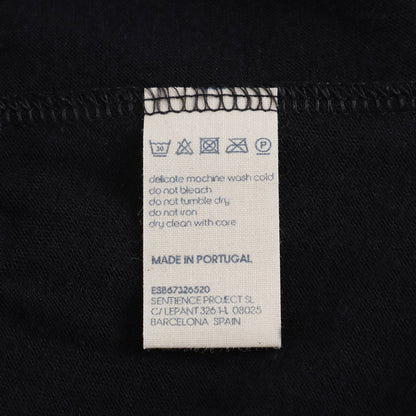 30 P
delicate machine wash cold
do not bleach
do not tumble dry
do not iron
dry clean with care
MADE IN PORTUGAL
ESB67326520
SENTIENCE PROJECT SL
C/ LEPANT 326 1-1, 08025
BARCELONA SPAIN